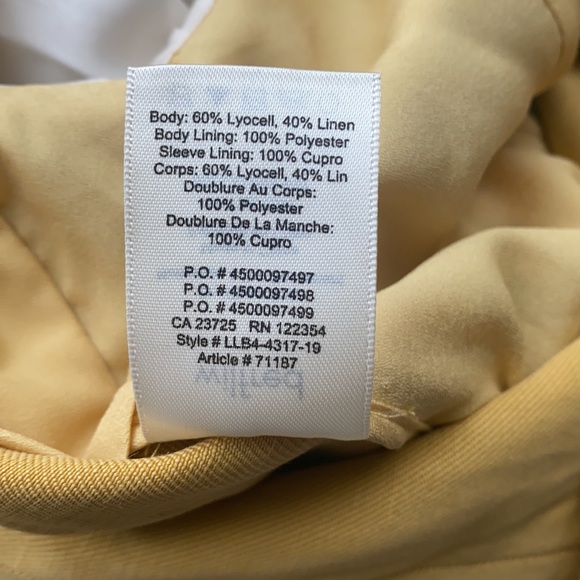 Body: 60% Lyocell, 40% Linen
Body Lining: 100% Polyester
Sleeve Lining: 100% Cupro
Corps: 60% Lyocell, 40% Lin
Doublure Au Corps:
100% Polyester
Doublure De La Manche:
100% Cupro
P.O. # 4500097497
P.O. # 4500097498
P.O. # 4500097499
CA 23725 RN 122354
Style # LLB4-4317-19
Article # 71187
wilfred